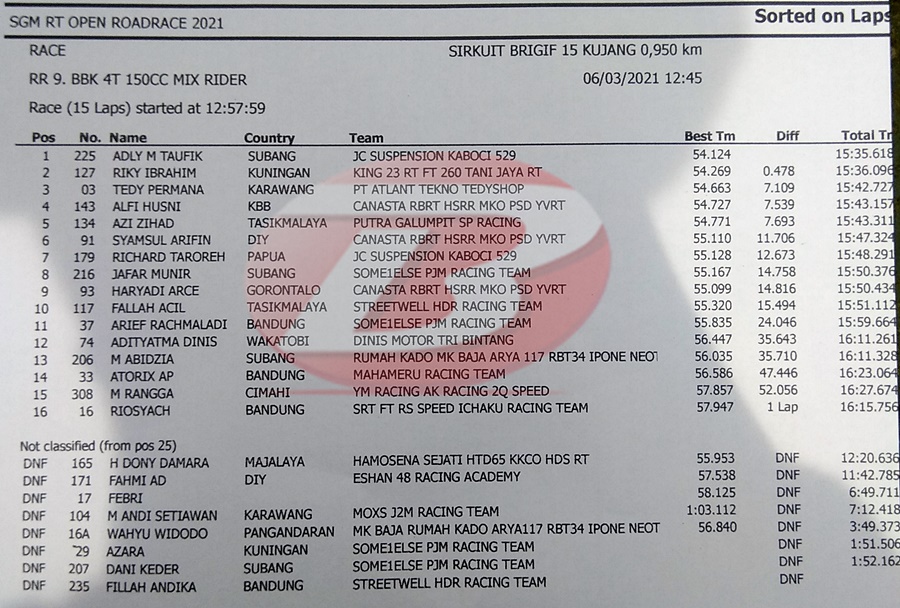 SGM RT OPEN ROADRACE 2021 Sorted on Laps
RACE SIRKUIT BRIGIF 15 KUJANG 0,950 km
RR 9. BBK 4T 150CC MIX RIDER 06/03/2021 12:45
Race (15 Laps) started at 12:57:59
Pos No. Name Country Team Best Tm Diff Total Tm
1 225 ADLY M TAUFIK SUBANG JC SUSPENSION KABOCI 529 54.124 15:35.618
2 127 RIKY IBRAHIM KUNINGAN KING 23 RT FT 260 TANI JAYA RT 54.269 0.478 15:36.096
3 03 TEDY PERMANA KARAWANG PT ATLANT TEKNO TEDYSHOP 54.663 7.109 15:42.727
4 143 ALFI HUSNI KBB CANASTA RBRT HSRR MKO PSD YVRT 54.727 7.539 15:43.157
5 134 AZI ZIHAD TASIKMALAYA PUTRA GALUMPIT SP RACING 54.771 7.693 15:43.311
6 91 SYAMSUL ARIFIN DIY CANASTA RBRT HSRR MKO PSD YVRT 55.110 11.706 15:47.324
7 179 RICHARD TAROREH PAPUA JC SUSPENSION KABOCI 529 55.128 12.673 15:48.291
8 216 JAFAR MUNIR SUBANG SOME1ELSE PJM RACING TEAM 55.167 14.758 15:50.376
9 93 HARYADI ARCE GORONTALO CANASTA RBRT HSRR MKO PSD YVRT 55.099 14.816 15:50.434
10 117 FALLAH ACIL TASIKMALAYA STREETWELL HDR RACING TEAM 55.320 15.494 15:51.112
11 37 ARIEF RACHMALADI BANDUNG SOME1ELSE PJM RACING TEAM 55.835 24.046 15:59.664
12 74 ADITYATMA DINIS WAKATOBI DINIS MOTOR TRI BINTANG 56.447 35.643 16:11.261
13 206 M ABIDZIA SUBANG RUMAH KADO MK BAJA ARYA 117 RBT34 IPONE NEOT 56.035 35.710 16:11.328
14 33 ATORIX AP BANDUNG MAHAMERU RACING TEAM 56.586 47.446 16:23.064
15 308 M RANGGA CIMAHI YM RACING AK RACING 2Q SPEED 57.857 52.056 16:27.674
16 16 RIOSYACH BANDUNG SRT FT RS SPEED ICHAKU RACING TEAM 57.947 1 Lap 16:15.756
Not classified (from pos 25)
DNF 165 H DONY DAMARA MAJALAYA HAMOSENA SEJATI HTD65 KKCO HDS RT 55.953 DNF 12:20.636
DNF 171 FAHMI AD DIY ESHAN 48 RACING ACADEMY 57.538 DNF 11:42.785
DNF 17 FEBRI 58.125 DNF 6:49.711
DNF 104 M ANDI SETIAWAN KARAWANG MOXS J2M RACING TEAM 1:03.112 DNF 7:12.418
DNF 16A WAHYU WIDODO PANGANDARAN MK BAJA RUMAH KADO ARYA117 RBT34 IPONE NEOT 56.840 DNF 3:49.373
DNF 29 AZARA KUNINGAN SOME1ELSE PJM RACING TEAM DNF 1:51.506
DNF 207 DANI KEDER SUBANG SOME1ELSE PJM RACING TEAM DNF 1:52.162
DNF 235 FILLAH ANDIKA BANDUNG STREETWELL HDR RACING TEAM DNF